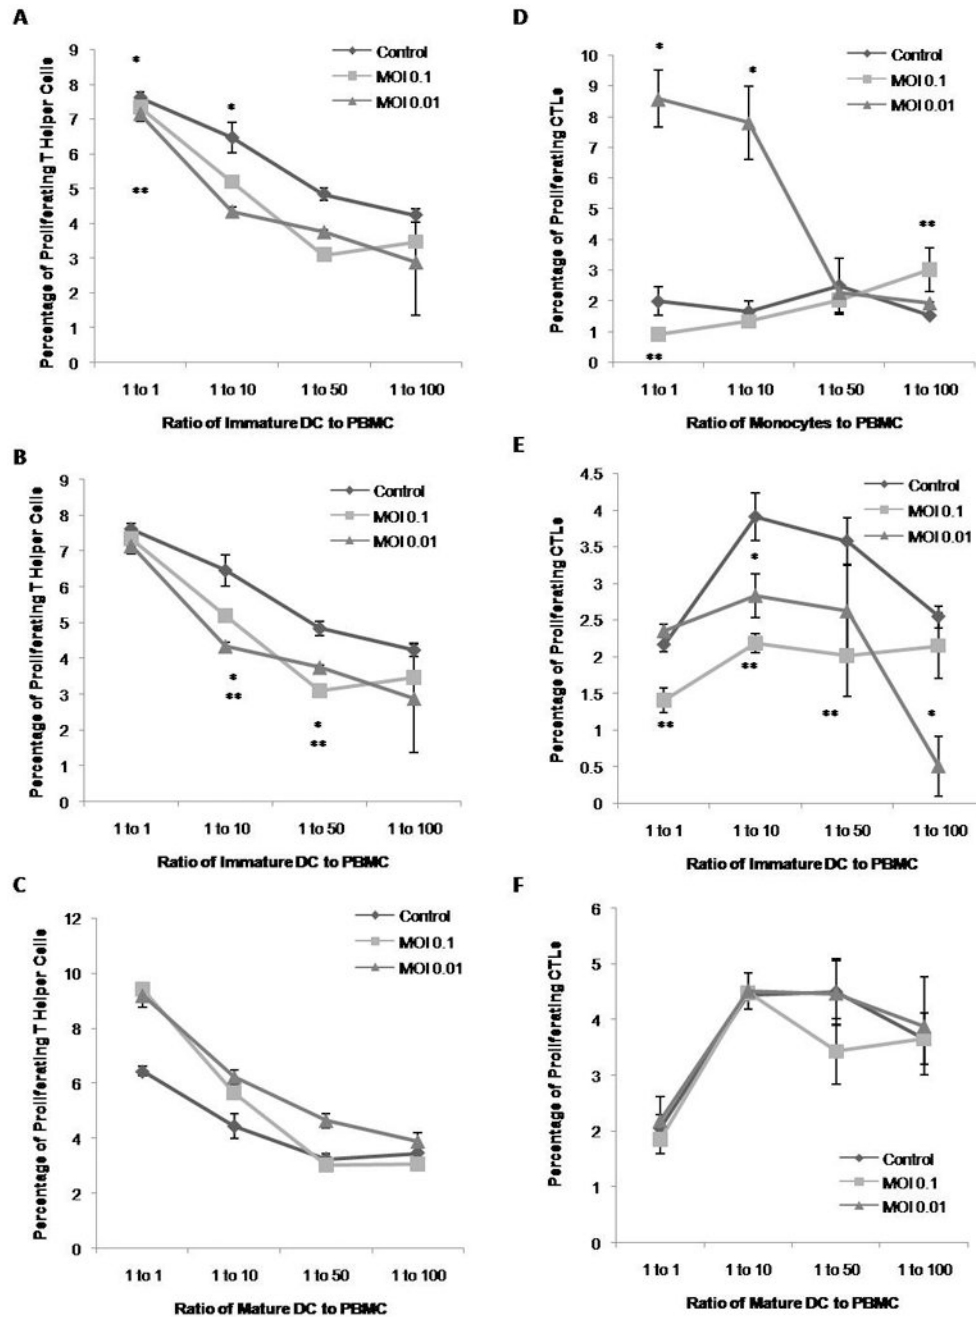 A
Percentage of Proliferating T Helper Cells
9
8
7
6
5
4
3
2
1
0
*
**
*
Control
MOI 0.1
MOI 0.01
1 to 1 1 to 10 1 to 50 1 to 100
Ratio of Immature DC to PBMC
B
Percentage of Proliferating T Helper Cells
9
8
7
6
5
4
3
2
1
0
*
**
*
**
Control
MOI 0.1
MOI 0.01
1 to 1 1 to 10 1 to 50 1 to 100
Ratio of Immature DC to PBMC
C
Percentage of Proliferating T Helper Cells
12
10
8
6
4
2
0
Control
MOI 0.1
MOI 0.01
1 to 1 1 to 10 1 to 50 1 to 100
Ratio of Mature DC to PBMC
D
Percentage of Proliferating CTLs
10
9
8
7
6
5
4
3
2
1
0
*
**
*
**
Control
MOI 0.1
MOI 0.01
1 to 1 1 to 10 1 to 50 1 to 100
Ratio of Monocytes to PBMC
E
Percentage of Proliferating CTLs
4.5
4
3.5
3
2.5
2
1.5
1
0.5
0
**
*
**
**
*
Control
MOI 0.1
MOI 0.01
1 to 1 1 to 10 1 to 50 1 to 100
Ratio of Immature DC to PBMC
F
Percentage of Proliferating CTLs
6
5
4
3
2
1
0
Control
MOI 0.1
MOI 0.01
1 to 1 1 to 10 1 to 50 1 to 100
Ratio of Mature DC to PBMC